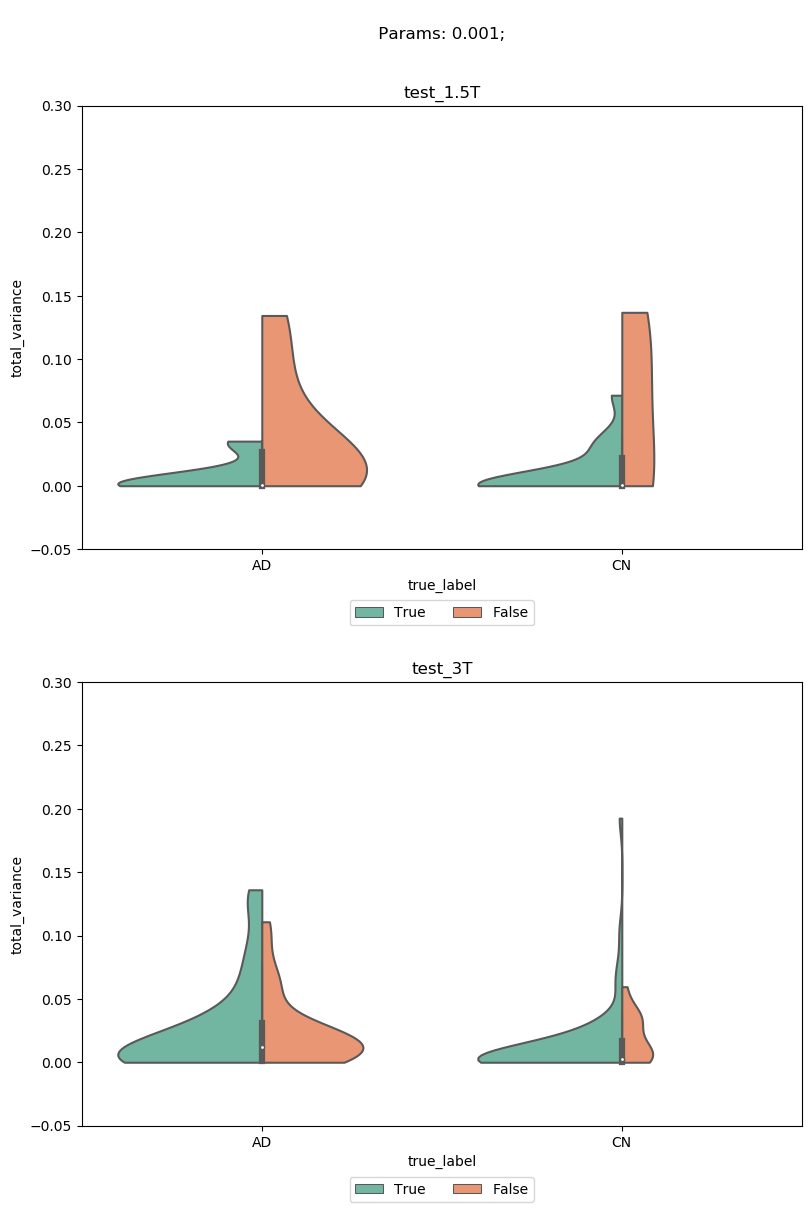 Params: 0.001;
test_1.5T
0.30
0.25
0.20
0.15
0.10
0.05
0.00
−0.05
total_variance
AD CN
true_label
True False
test_3T
0.30
0.25
0.20
0.15
0.10
0.05
0.00
−0.05
total_variance
AD CN
true_label
True False